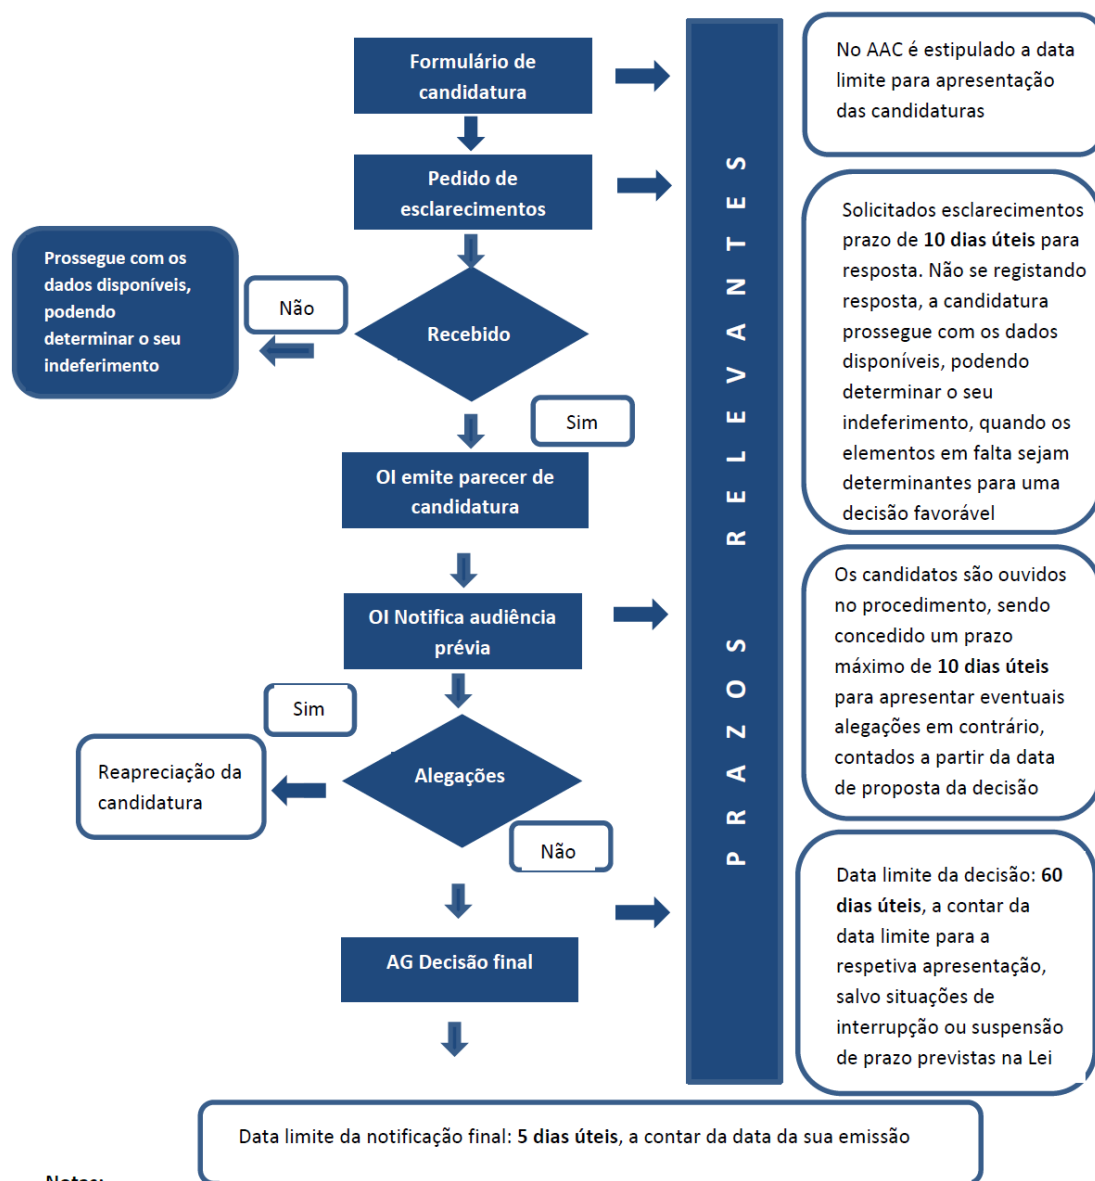 Formulário de
candidatura
No AAC é estipulado a data
limite para apresentação
das candidaturas
Pedido de
esclarecimentos
Solicitados esclarecimentos
prazo de 10 dias úteis para
resposta. Não se registando
resposta, a candidatura
prossegue com os dados
disponíveis, podendo
determinar o seu
indeferimento, quando os
elementos em falta sejam
determinantes para uma
decisão favorável
Prossegue com os
dados disponíveis,
podendo
determinar o seu
indeferimento
Não
Recebido
Sim
OI emite parecer de
candidatura
OI Notifica audiência
prévia
Os candidatos são ouvidos
no procedimento, sendo
concedido um prazo
máximo de 10 dias úteis
para apresentar eventuais
alegações em contrário,
contados a partir da data
de proposta da decisão
Sim
Reapreciação da
candidatura
Alegações
Não
AG Decisão final
Data limite da decisão: 60
dias úteis, a contar da
data limite para a
respetiva apresentação,
salvo situações de
interrupção ou suspensão
de prazo previstas na Lei
PRAZOS RELEVANTES
Data limite da notificação final: 5 dias úteis, a contar da data da sua emissão
Notas: